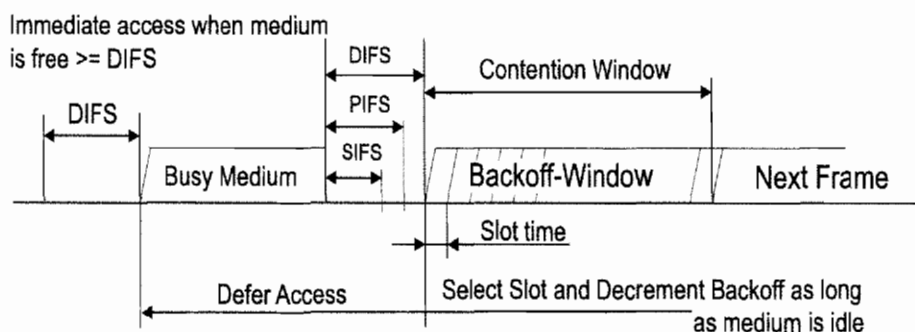 Immediate access when medium
is free >= DIFS
DIFS
DIFS
PIFS
SIFS
Contention Window
Busy Medium
Backoff-Window
Next Frame
Slot time
Defer Access
Select Slot and Decrement Backoff as long
as medium is idle